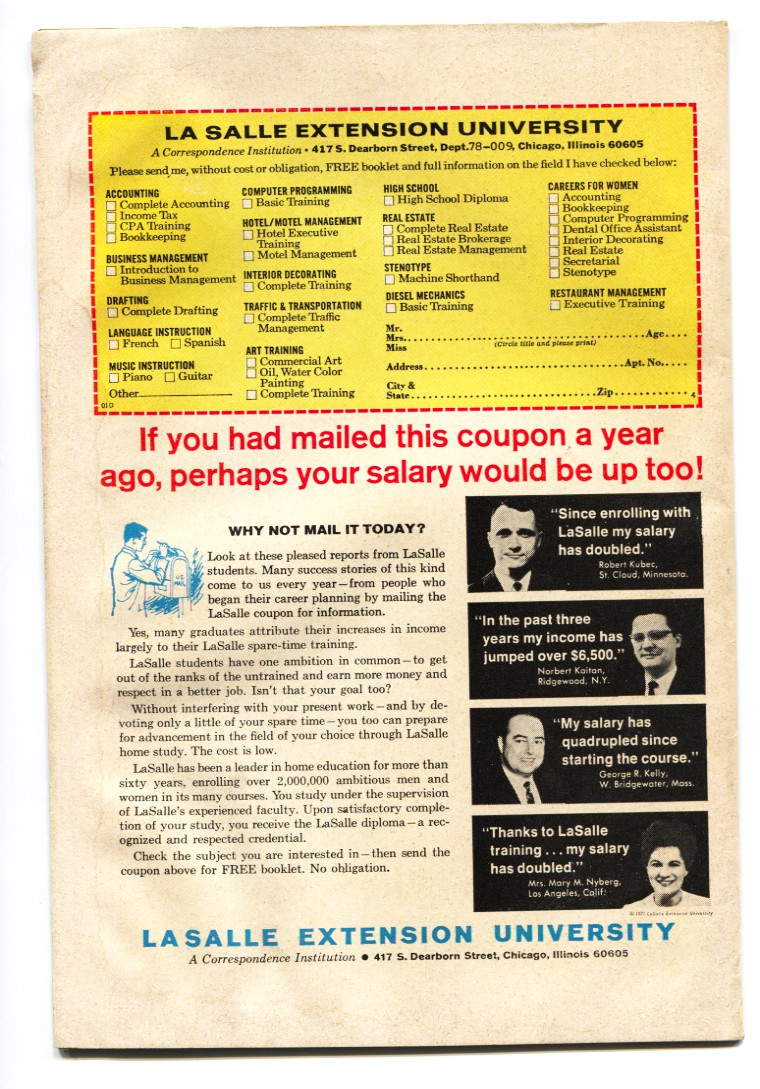 LA SALLE EXTENSION UNIVERSITY
A Correspondence Institution • 417 S. Dearborn Street, Dept.78-009, Chicago, Illinois 60605
Please send me, without cost or obligation, FREE booklet and full information on the field I have checked below:
ACCOUNTING
Complete Accounting
Income Tax
CPA Training
Bookkeeping
BUSINESS MANAGEMENT
Introduction to
Business Management
DRAFTING
Complete Drafting
LANGUAGE INSTRUCTION
French Spanish
MUSIC INSTRUCTION
Piano Guitar
Other
010
COMPUTER PROGRAMMING
Basic Training
HOTEL/MOTEL MANAGEMENT
Hotel Executive
Training
Motel Management
INTERIOR DECORATING
Complete Training
TRAFFIC & TRANSPORTATION
Complete Traffic
Management
ART TRAINING
Commercial Art
Oil, Water Color
Painting
Complete Training
HIGH SCHOOL
High School Diploma
REAL ESTATE
Complete Real Estate
Real Estate Brokerage
Real Estate Management
STENOTYPE
Machine Shorthand
DIESEL MECHANICS
Basic Training
CAREERS FOR WOMEN
Accounting
Bookkeeping
Computer Programming
Dental Office Assistant
Interior Decorating
Real Estate
Secretarial
Stenotype
RESTAURANT MANAGEMENT
Executive Training
Mr.
Mrs. Age
Miss (Circle title and please print)
Address Apt. No.
City &
State Zip 4
If you had mailed this coupon a year
ago, perhaps your salary would be up too!
WHY NOT MAIL IT TODAY?
U.S.
MAIL
Look at these pleased reports from LaSalle
students. Many success stories of this kind
come to us every year—from people who
began their career planning by mailing the
LaSalle coupon for information.
Yes, many graduates attribute their increases in income
largely to their LaSalle spare-time training.
LaSalle students have one ambition in common—to get
out of the ranks of the untrained and earn more money and
respect in a better job. Isn't that your goal too?
Without interfering with your present work—and by de-
voting only a little of your spare time—you too can prepare
for advancement in the field of your choice through LaSalle
home study. The cost is low.
LaSalle has been a leader in home education for more than
sixty years, enrolling over 2,000,000 ambitious men and
women in its many courses. You study under the supervision
of LaSalle's experienced faculty. Upon satisfactory comple-
tion of your study, you receive the LaSalle diploma—a rec-
ognized and respected credential.
Check the subject you are interested in—then send the
coupon above for FREE booklet. No obligation.
"Since enrolling with
LaSalle my salary
has doubled."
Robert Kubec,
St. Cloud, Minnesota.
"In the past three
years my income has
jumped over $6,500."
Norbert Kaitan,
Ridgewood, N.Y.
"My salary has
quadrupled since
starting the course."
George R. Kelly,
W. Bridgewater, Mass.
"Thanks to LaSalle
training . . . my salary
has doubled."
Mrs. Mary M. Nyberg,
Los Angeles, Calif.
© 1971 LaSalle Extension University
LASALLE EXTENSION UNIVERSITY
A Correspondence Institution • 417 S. Dearborn Street, Chicago, Illinois 60605